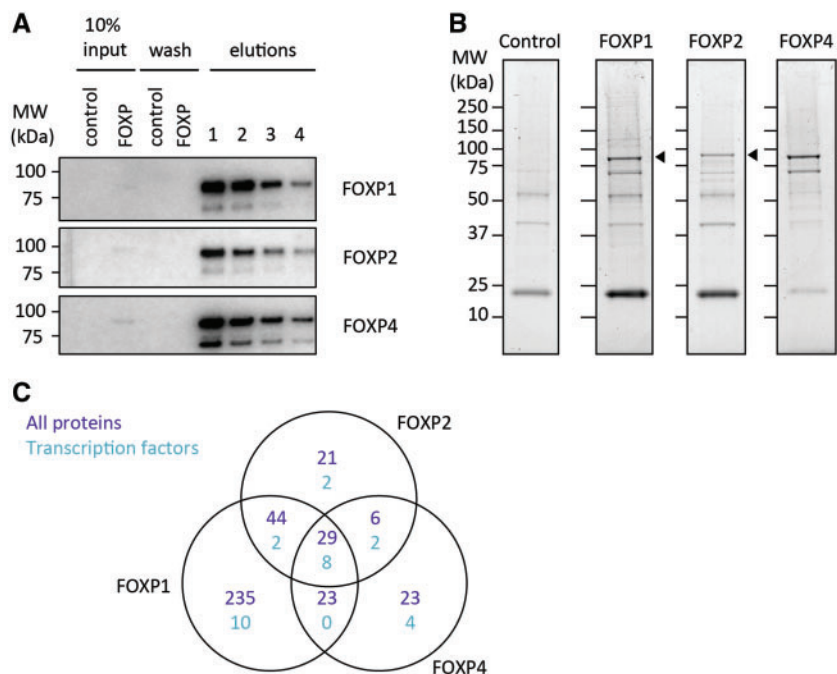 A
10%
input
wash
elutions
MW
(kDa)
control
FOXP
control
FOXP
1 2 3 4
100
75
FOXP1
100
75
FOXP2
100
75
FOXP4
B
MW
(kDa)
Control
FOXP1
FOXP2
FOXP4
250
150
100
75
50
37
25
10
C
All proteins
Transcription factors
FOXP2
21
2
44
2
6
2
29
8
FOXP1
235
10
23
0
23
4
FOXP4